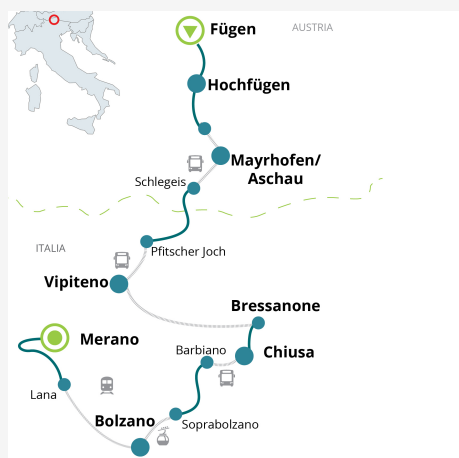 Fügen
AUSTRIA
Hochfügen
Mayrhofen/
Aschau
Schlegeis
ITALIA
Pfitscher Joch
Vipiteno
Bressanone
Merano
Barbiano
Chiusa
Lana
Bolzano
Soprabolzano